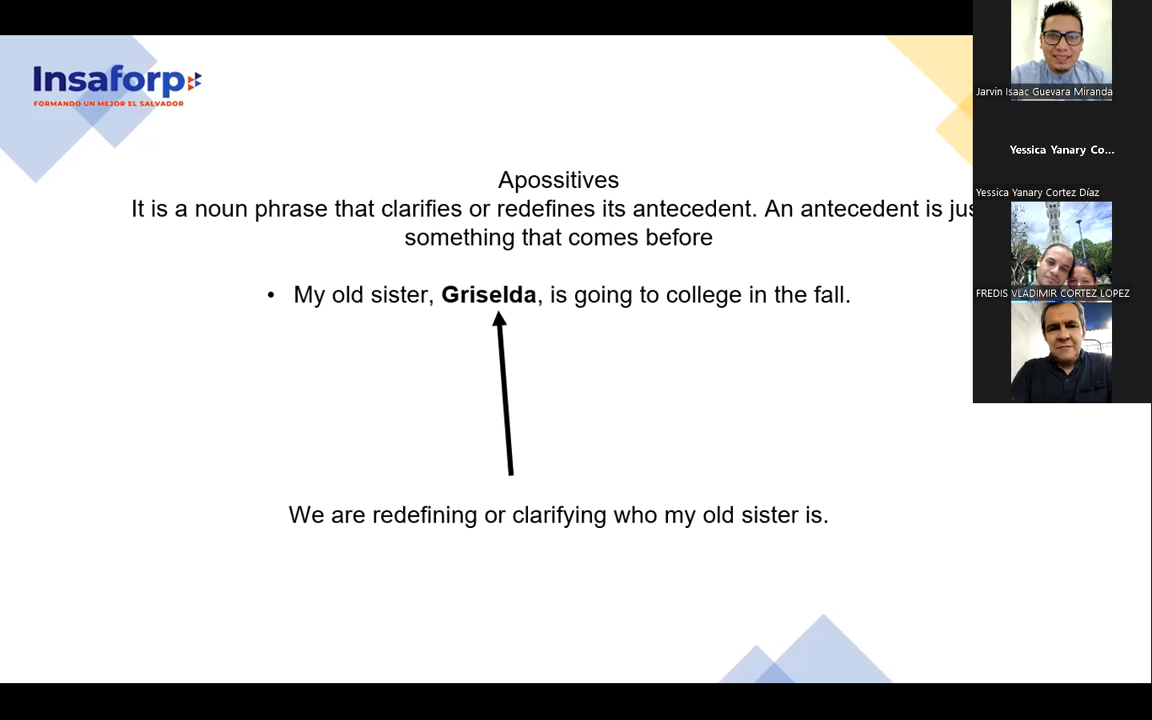 Insaforp
FORMANDO UN MEJOR EL SALVADOR
Apossitives
It is a noun phrase that clarifies or redefines its antecedent. An antecedent is
something that comes before
• My old sister, Griselda, is going to college in the fall.
We are redefining or clarifying who my old sister is.
Jarvin Isaac Guevara Miranda
Yessica Yanary Co...
Yessica Yanary Cortez Díaz
FREDIS VLADIMIR CORTEZ LOPEZ